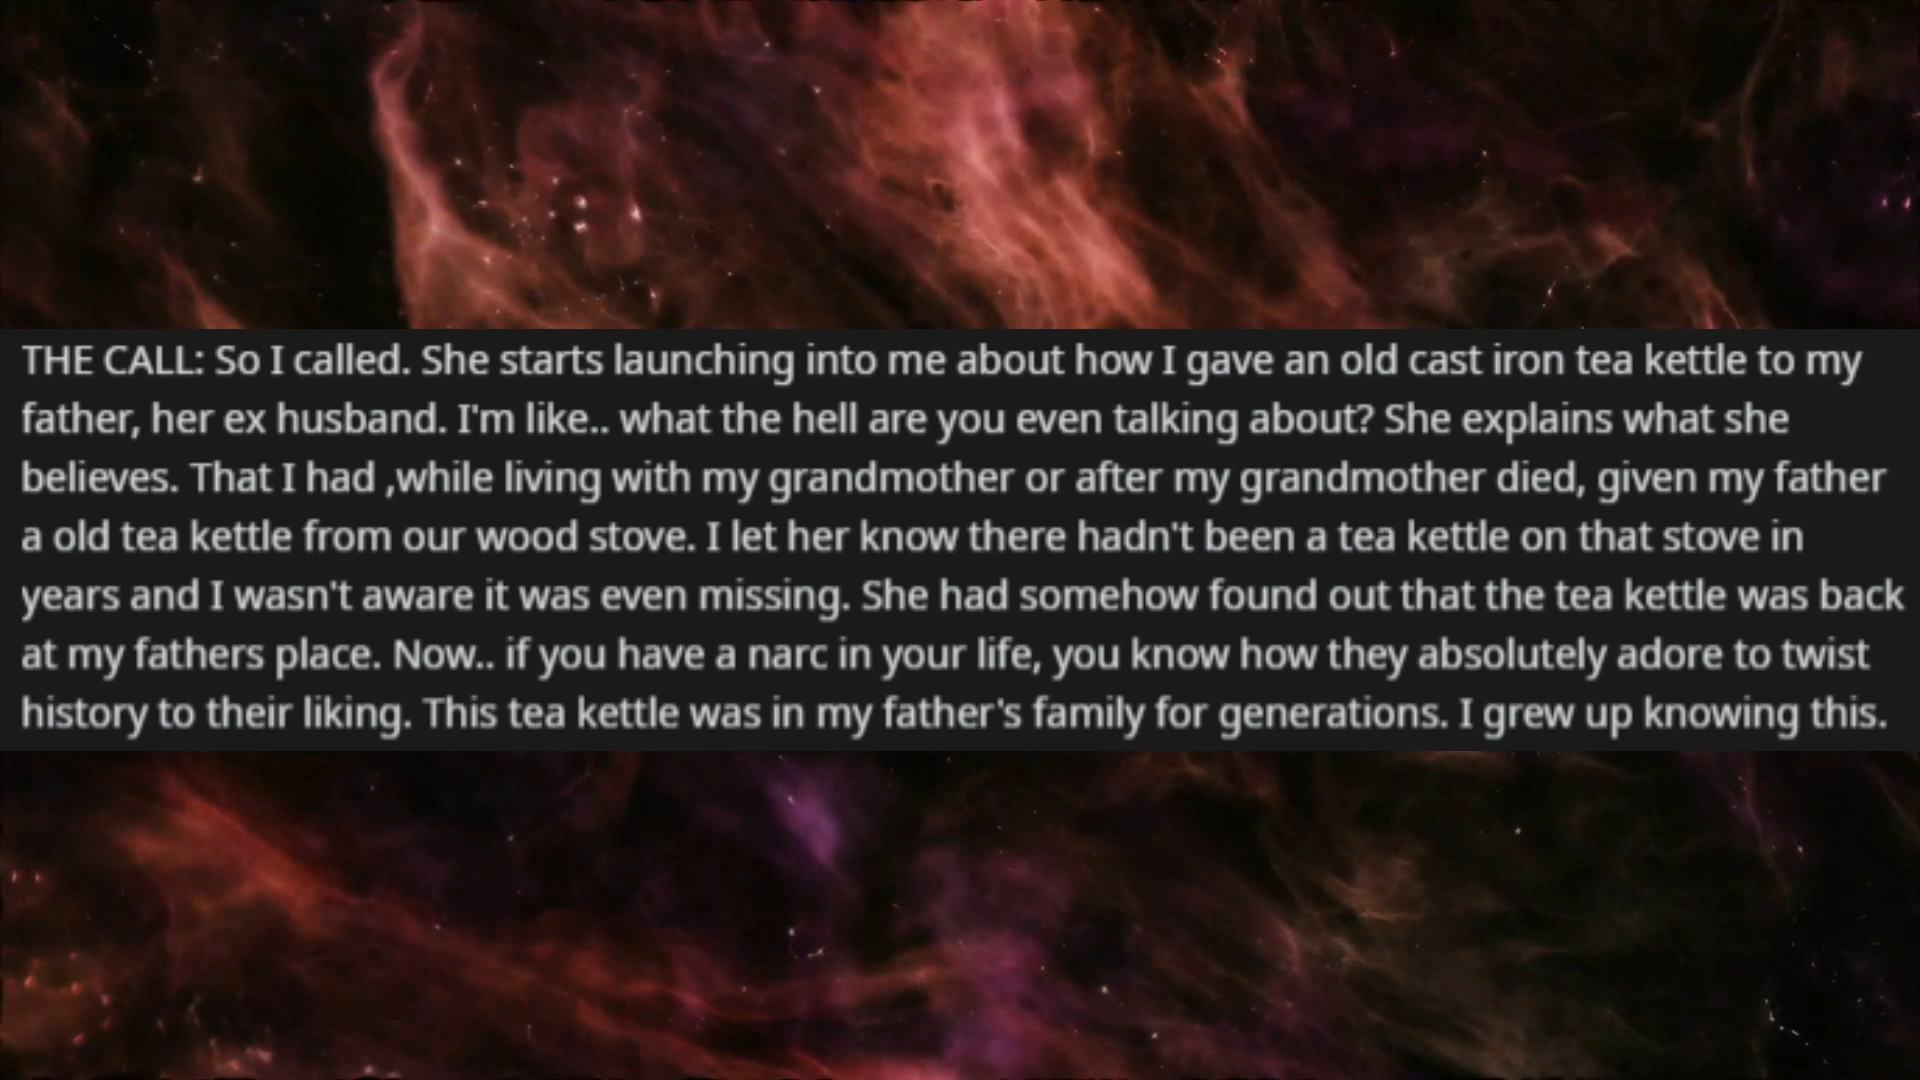 THE CALL: So I called. She starts launching into me about how I gave an old cast iron tea kettle to my
father, her ex husband. I'm like.. what the hell are you even talking about? She explains what she
believes. That I had ,while living with my grandmother or after my grandmother died, given my father
a old tea kettle from our wood stove. I let her know there hadn't been a tea kettle on that stove in
years and I wasn't aware it was even missing. She had somehow found out that the tea kettle was back
at my fathers place. Now.. if you have a narc in your life, you know how they absolutely adore to twist
history to their liking. This tea kettle was in my father's family for generations. I grew up knowing this.